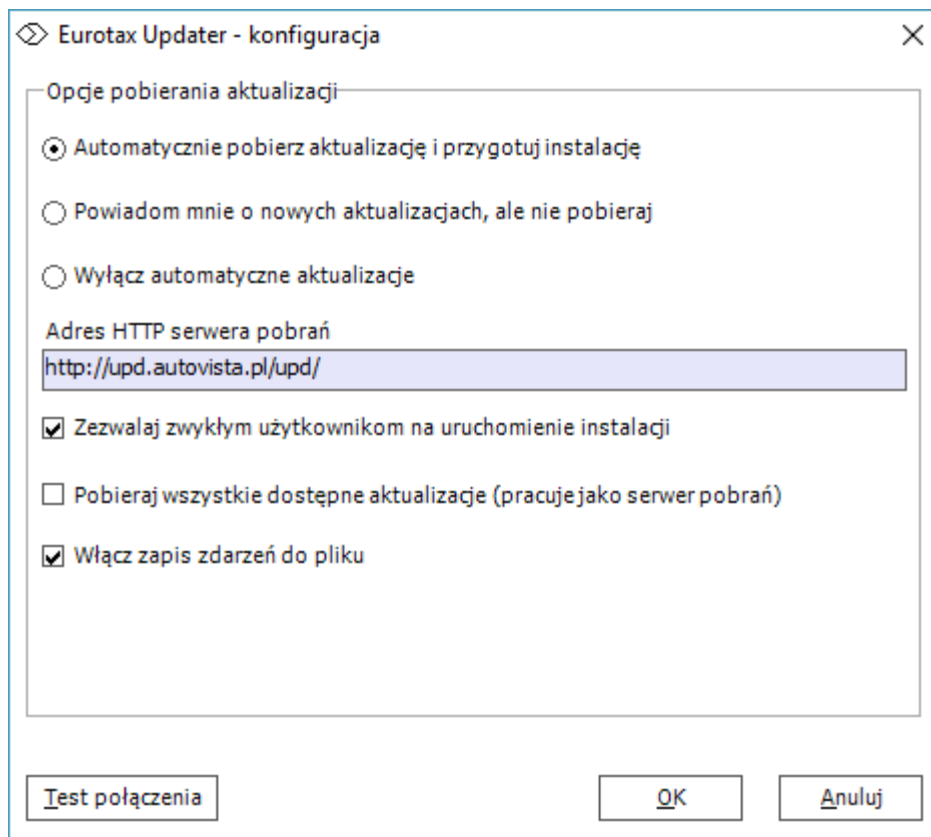 Eurotax Updater - konfiguracja
Opcje pobierania aktualizacji
Automatycznie pobierz aktualizację i przygotuj instalację
Powiadom mnie o nowych aktualizacjach, ale nie pobieraj
Wyłącz automatyczne aktualizacje
Adres HTTP serwera pobrań
http://upd.autovista.pl/upd/
Zezwalaj zwykłym użytkownikom na uruchomienie instalacji
Pobieraj wszystkie dostępne aktualizacje (pracuje jako serwer pobrań)
Włącz zapis zdarzeń do pliku
Test połączenia OK Anuluj